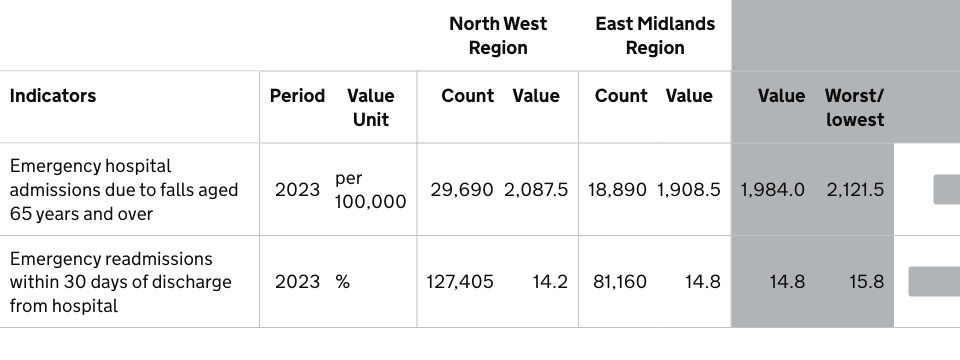 North West Region East Midlands Region
Indicators Period Value Unit Count Value Count Value Value Worst/ lowest
Emergency hospital admissions due to falls aged 65 years and over 2023 per 100,000 29,690 2,087.5 18,890 1,908.5 1,984.0 2,121.5
Emergency readmissions within 30 days of discharge from hospital 2023 % 127,405 14.2 81,160 14.8 14.8 15.8